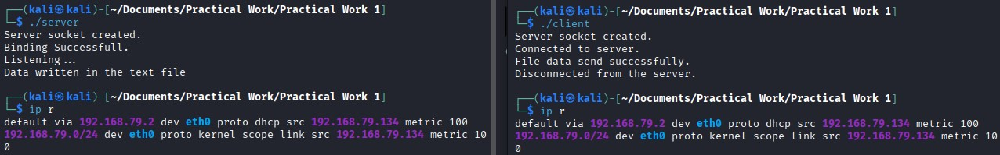 ┌──(kali㉿kali)-[~/Documents/Practical Work/Practical Work 1]
└─$ ./server
Server socket created.
Binding Successfull.
Listening...
Data written in the text file
┌──(kali㉿kali)-[~/Documents/Practical Work/Practical Work 1]
└─$ ip r
default via 192.168.79.2 dev eth0 proto dhcp src 192.168.79.134 metric 100
192.168.79.0/24 dev eth0 proto kernel scope link src 192.168.79.134 metric 10
0
┌──(kali㉿kali)-[~/Documents/Practical Work/Practical Work 1]
└─$ ./client
Server socket created.
Connected to server.
File data send successfully.
Disconnected from the server.
┌──(kali㉿kali)-[~/Documents/Practical Work/Practical Work 1]
└─$ ip r
default via 192.168.79.2 dev eth0 proto dhcp src 192.168.79.134 metric 100
192.168.79.0/24 dev eth0 proto kernel scope link src 192.168.79.134 metric 10
0